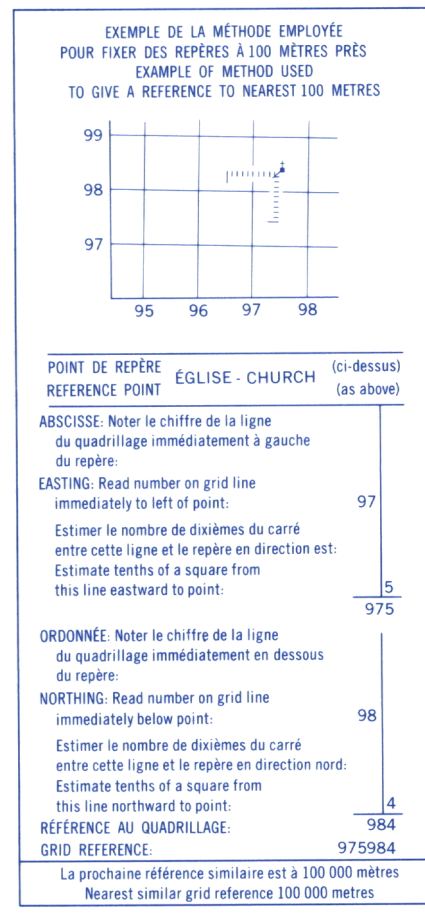 EXEMPLE DE LA MÉTHODE EMPLOYÉE
POUR FIXER DES REPÈRES À 100 MÈTRES PRÈS
EXAMPLE OF METHOD USED
TO GIVE A REFERENCE TO NEAREST 100 METRES
99
98
97
95 96 97 98
POINT DE REPÈRE ÉGLISE - CHURCH (ci-dessus)
REFERENCE POINT (as above)
ABSCISSE: Noter le chiffre de la ligne
du quadrillage immédiatement à gauche
du repère:
EASTING: Read number on grid line
immediately to left of point: 97
Estimer le nombre de dixièmes du carré
entre cette ligne et le repère en direction est:
Estimate tenths of a square from
this line eastward to point: 5
975
ORDONNÉE: Noter le chiffre de la ligne
du quadrillage immédiatement en dessous
du repère:
NORTHING: Read number on grid line
immediately below point: 98
Estimer le nombre de dixièmes du carré
entre cette ligne et le repère en direction nord:
Estimate tenths of a square from
this line northward to point: 4
RÉFÉRENCE AU QUADRILLAGE: 984
GRID REFERENCE: 975984
La prochaine référence similaire est à 100 000 mètres
Nearest similar grid reference 100 000 metres